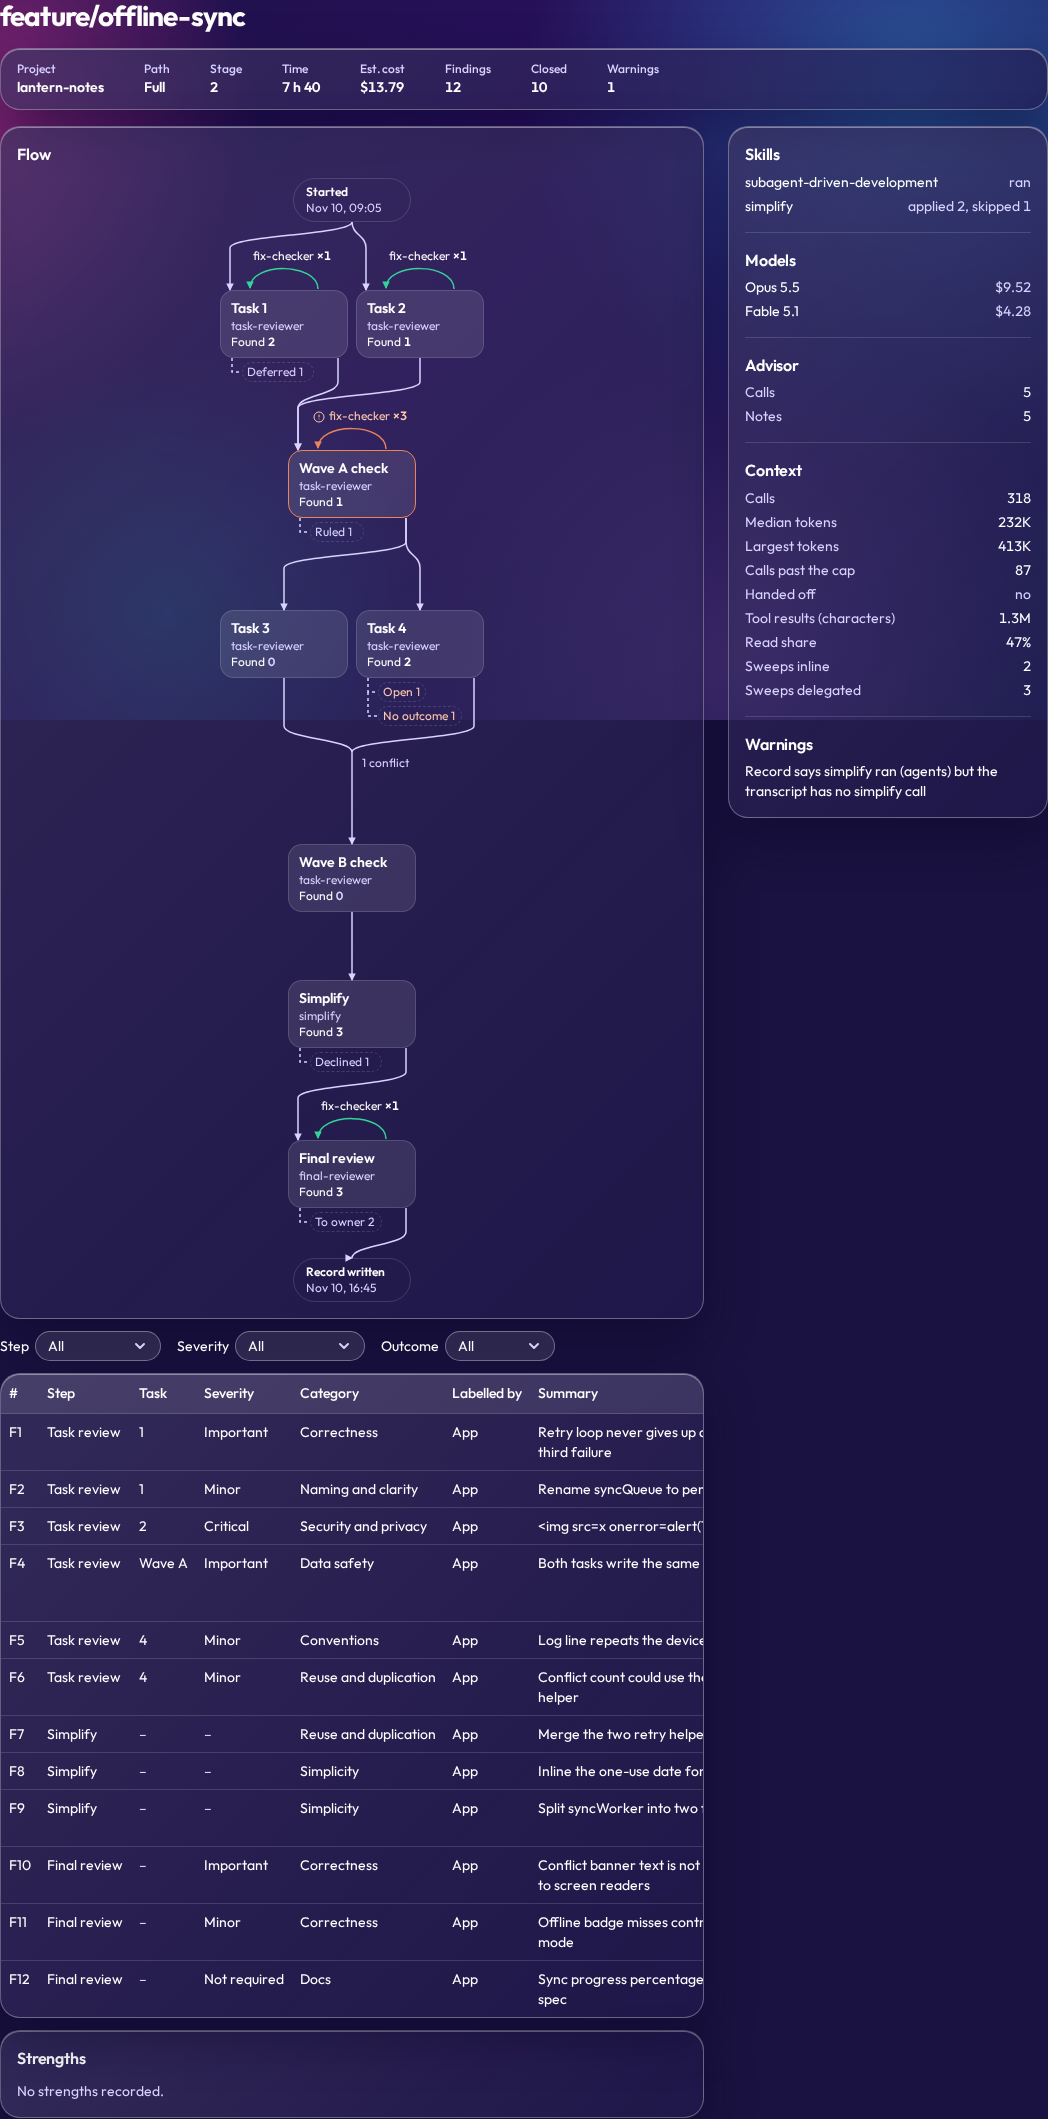 feature/offline-sync
Project Path Stage Time Est. cost Findings Closed Warnings
lantern-notes Full 2 7 h 40 $13.79 12 10 1
Flow
Started
Nov 10, 09:05
fix-checker ×1 fix-checker ×1
Task 1 Task 2
task-reviewer task-reviewer
Found 2 Found 1
Deferred 1
fix-checker ×3
Wave A check
task-reviewer
Found 1
Ruled 1
Task 3 Task 4
task-reviewer task-reviewer
Found 0 Found 2
Open 1
No outcome 1
1 conflict
Wave B check
task-reviewer
Found 0
Simplify
simplify
Found 3
Declined 1
fix-checker ×1
Final review
final-reviewer
Found 3
To owner 2
Record written
Nov 10, 16:45
Skills
subagent-driven-development ran
simplify applied 2, skipped 1
Models
Opus 5.5 $9.52
Fable 5.1 $4.28
Advisor
Calls 5
Notes 5
Context
Calls 318
Median tokens 232K
Largest tokens 413K
Calls past the cap 87
Handed off no
Tool results (characters) 1.3M
Read share 47%
Sweeps inline 2
Sweeps delegated 3
Warnings
Record says simplify ran (agents) but the
transcript has no simplify call
Step All Severity All Outcome All
# Step Task Severity Category Labelled by Summary
F1 Task review 1 Important Correctness App Retry loop never gives up
third failure
F2 Task review 1 Minor Naming and clarity App Rename syncQueue to
F3 Task review 2 Critical Security and privacy App <img src=x onerror=alert(
F4 Task review Wave A Important Data safety App Both tasks write the same
F5 Task review 4 Minor Conventions App Log line repeats the device
F6 Task review 4 Minor Reuse and duplication App Conflict count could use the
helper
F7 Simplify – – Reuse and duplication App Merge the two retry
F8 Simplify – – Simplicity App Inline the one-use date
F9 Simplify – – Simplicity App Split syncWorker into two
F10 Final review – Important Correctness App Conflict banner text is not
to screen readers
F11 Final review – Minor Correctness App Offline badge misses
mode
F12 Final review – Not required Docs App Sync progress percentage
spec
Strengths
No strengths recorded.